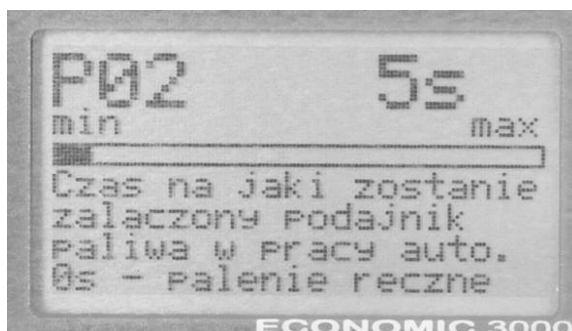 P02 5s
min max
Czas na jaki zostanie
zalaczony podajnik
paliwa w pracy auto.
0s - palenie reczne
ECONOMIC 3000